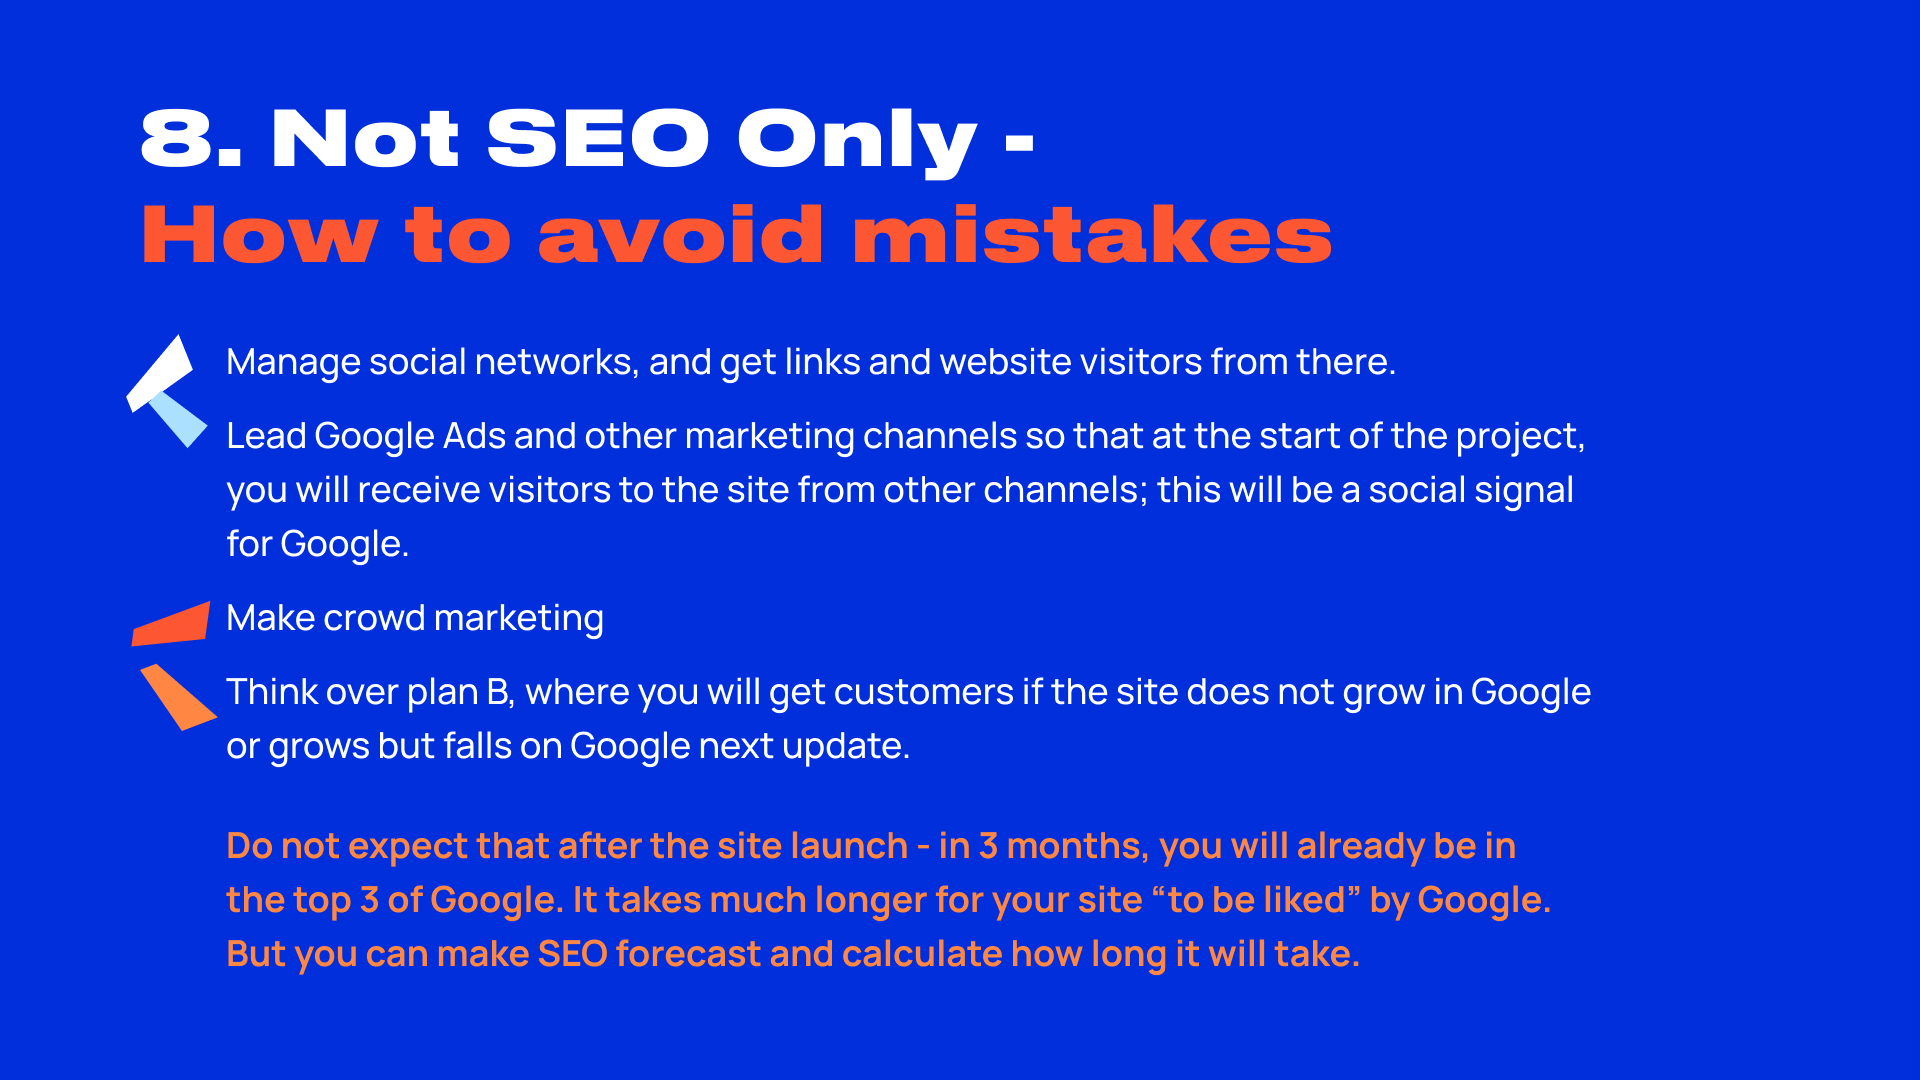 8. Not SEO Only -
How to avoid mistakes
Manage social networks, and get links and website visitors from there.
Lead Google Ads and other marketing channels so that at the start of the project,
you will receive visitors to the site from other channels; this will be a social signal
for Google.
Make crowd marketing
Think over plan B, where you will get customers if the site does not grow in Google
or grows but falls on Google next update.
Do not expect that after the site launch - in 3 months, you will already be in
the top 3 of Google. It takes much longer for your site “to be liked” by Google.
But you can make SEO forecast and calculate how long it will take.